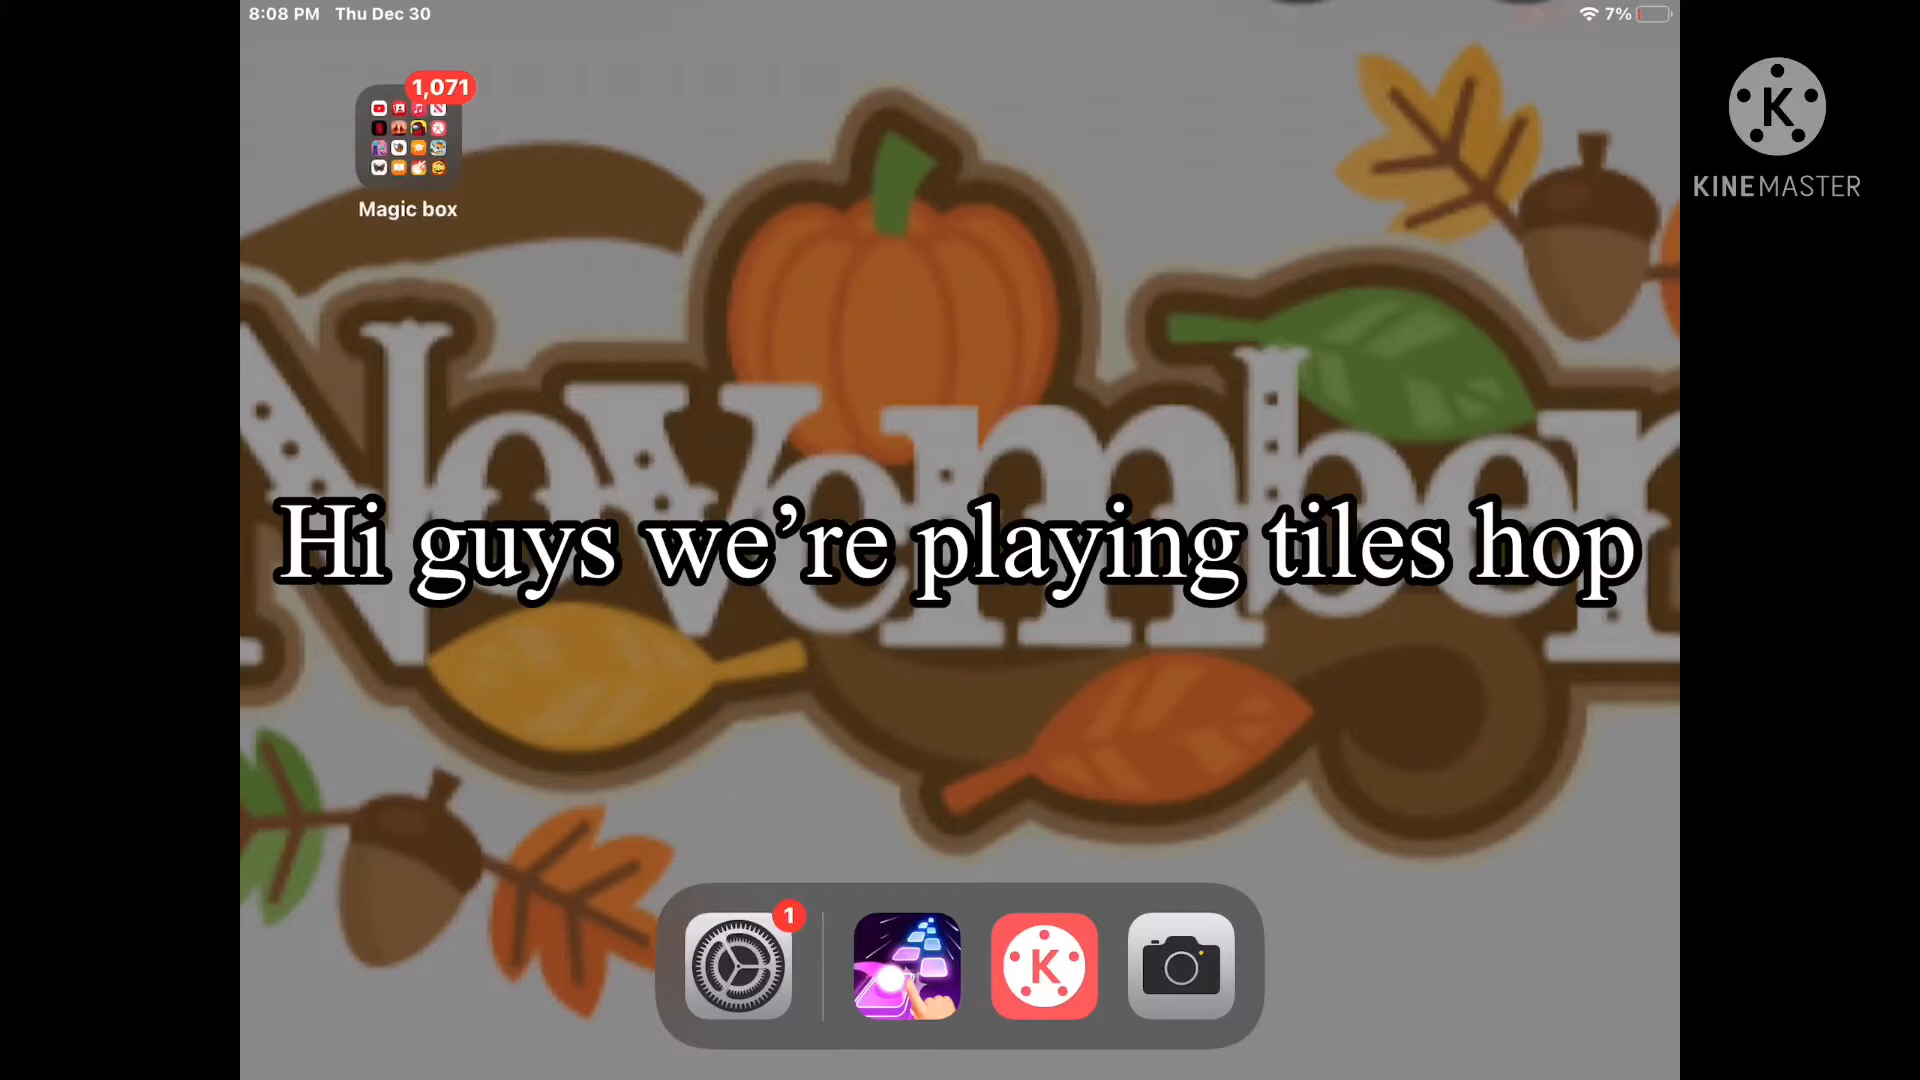 8:08 PM Thu Dec 30
7%
1,071
K
KINEMASTER
Magic box
November
Hi guys we're playing tiles hop
1
K